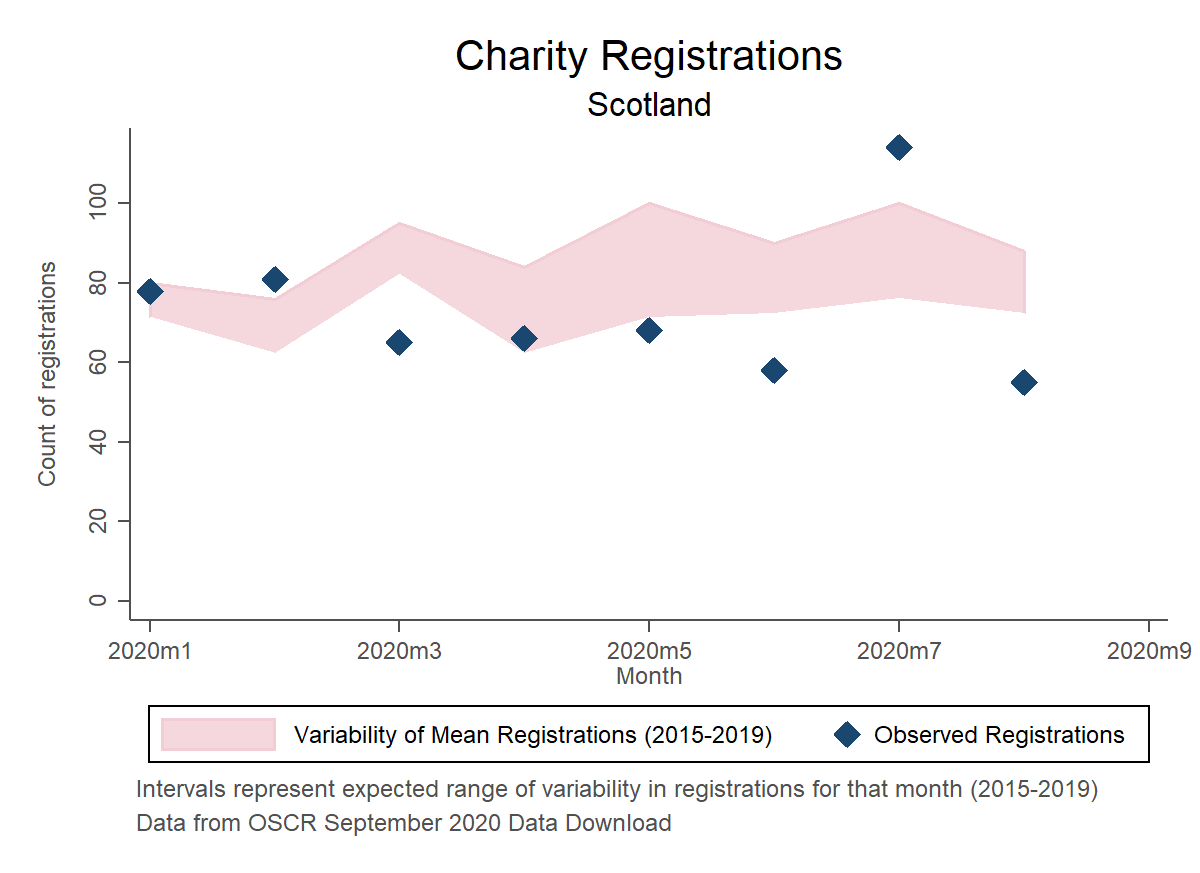 Charity Registrations
Scotland
Count of registrations
100
80
60
40
20
0
2020m1 2020m3 2020m5 2020m7 2020m9
Month
Variability of Mean Registrations (2015-2019) Observed Registrations
Intervals represent expected range of variability in registrations for that month (2015-2019)
Data from OSCR September 2020 Data Download